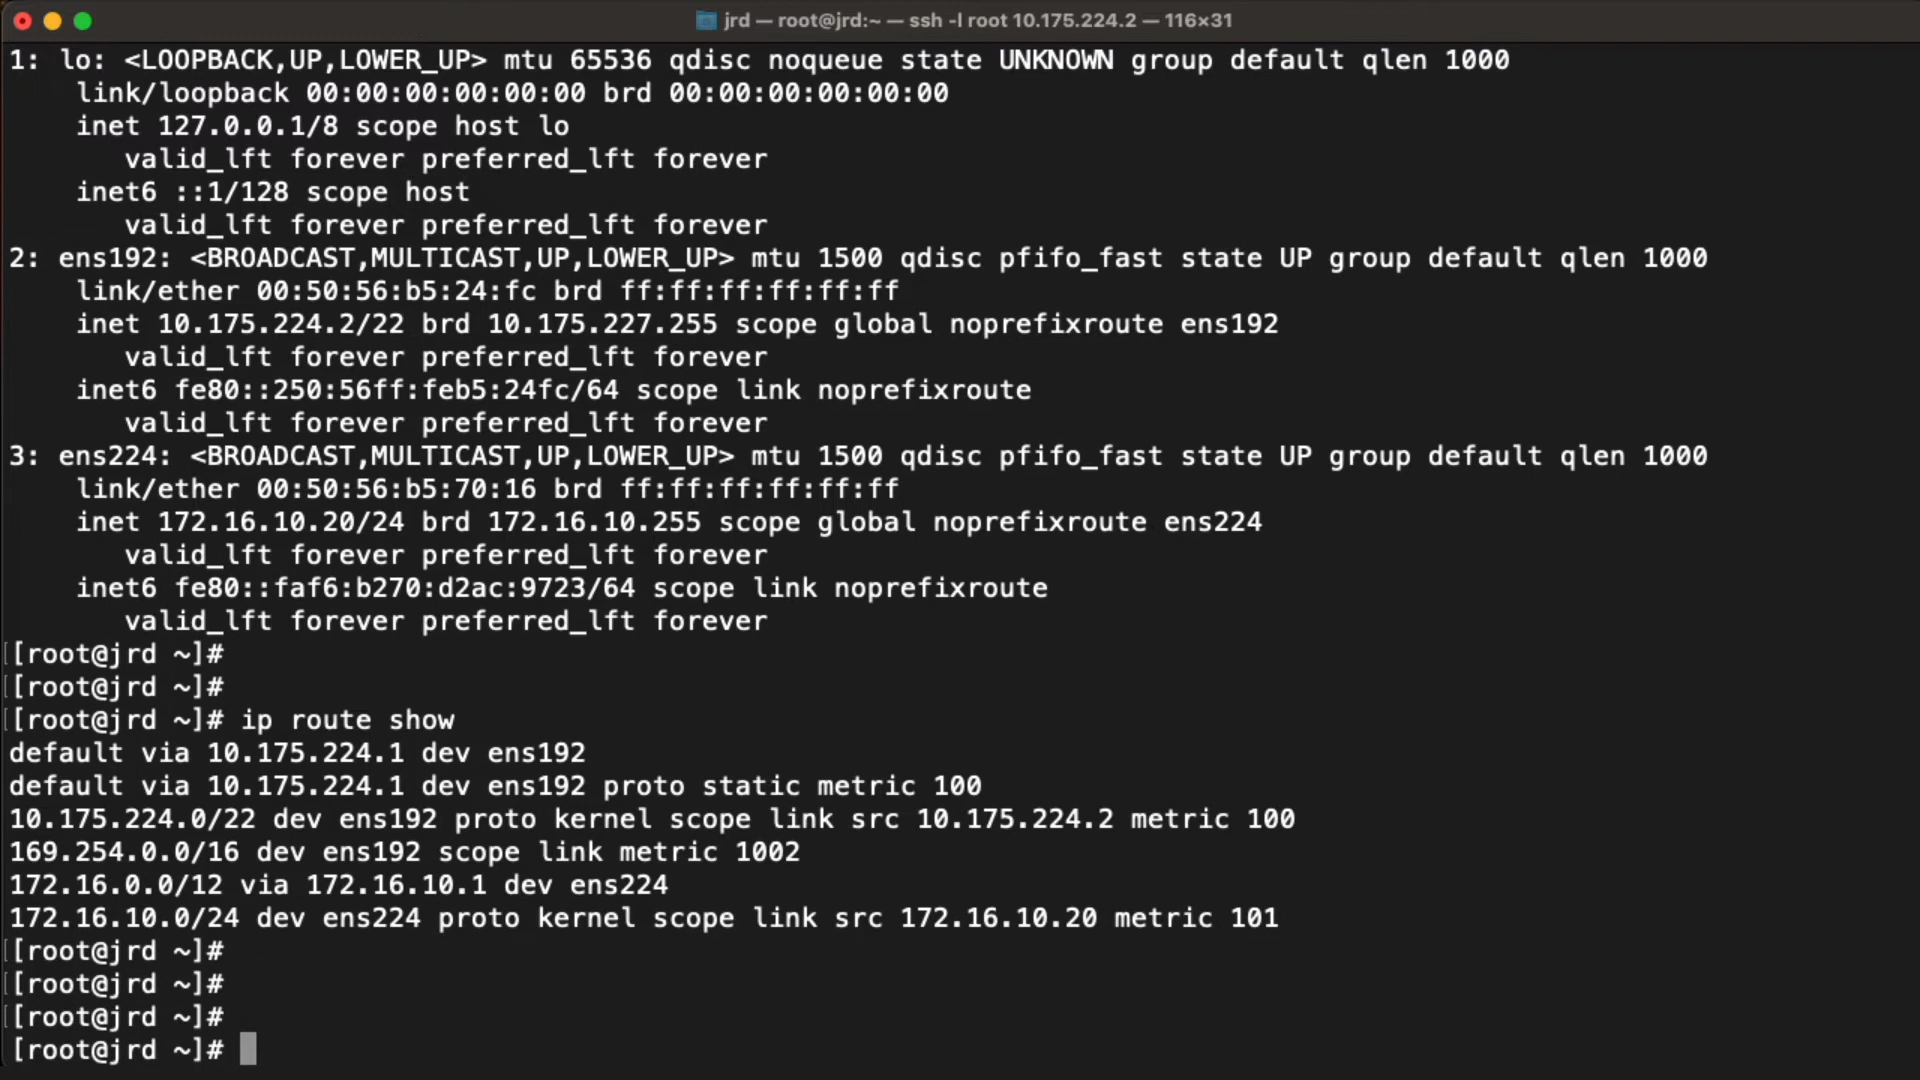 jrd — root@jrd:~ — ssh -l root 10.175.224.2 — 116×31
1: lo: <LOOPBACK,UP,LOWER_UP> mtu 65536 qdisc noqueue state UNKNOWN group default qlen 1000
    link/loopback 00:00:00:00:00:00 brd 00:00:00:00:00:00
    inet 127.0.0.1/8 scope host lo
       valid_lft forever preferred_lft forever
    inet6 ::1/128 scope host
       valid_lft forever preferred_lft forever
2: ens192: <BROADCAST,MULTICAST,UP,LOWER_UP> mtu 1500 qdisc pfifo_fast state UP group default qlen 1000
    link/ether 00:50:56:b5:24:fc brd ff:ff:ff:ff:ff:ff
    inet 10.175.224.2/22 brd 10.175.227.255 scope global noprefixroute ens192
       valid_lft forever preferred_lft forever
    inet6 fe80::250:56ff:feb5:24fc/64 scope link noprefixroute
       valid_lft forever preferred_lft forever
3: ens224: <BROADCAST,MULTICAST,UP,LOWER_UP> mtu 1500 qdisc pfifo_fast state UP group default qlen 1000
    link/ether 00:50:56:b5:70:16 brd ff:ff:ff:ff:ff:ff
    inet 172.16.10.20/24 brd 172.16.10.255 scope global noprefixroute ens224
       valid_lft forever preferred_lft forever
    inet6 fe80::faf6:b270:d2ac:9723/64 scope link noprefixroute
       valid_lft forever preferred_lft forever
[[root@jrd ~]#
[[root@jrd ~]#
[[root@jrd ~]# ip route show
default via 10.175.224.1 dev ens192
default via 10.175.224.1 dev ens192 proto static metric 100
10.175.224.0/22 dev ens192 proto kernel scope link src 10.175.224.2 metric 100
169.254.0.0/16 dev ens192 scope link metric 1002
172.16.0.0/12 via 172.16.10.1 dev ens224
172.16.10.0/24 dev ens224 proto kernel scope link src 172.16.10.20 metric 101
[[root@jrd ~]#
[[root@jrd ~]#
[[root@jrd ~]#
[root@jrd ~]#